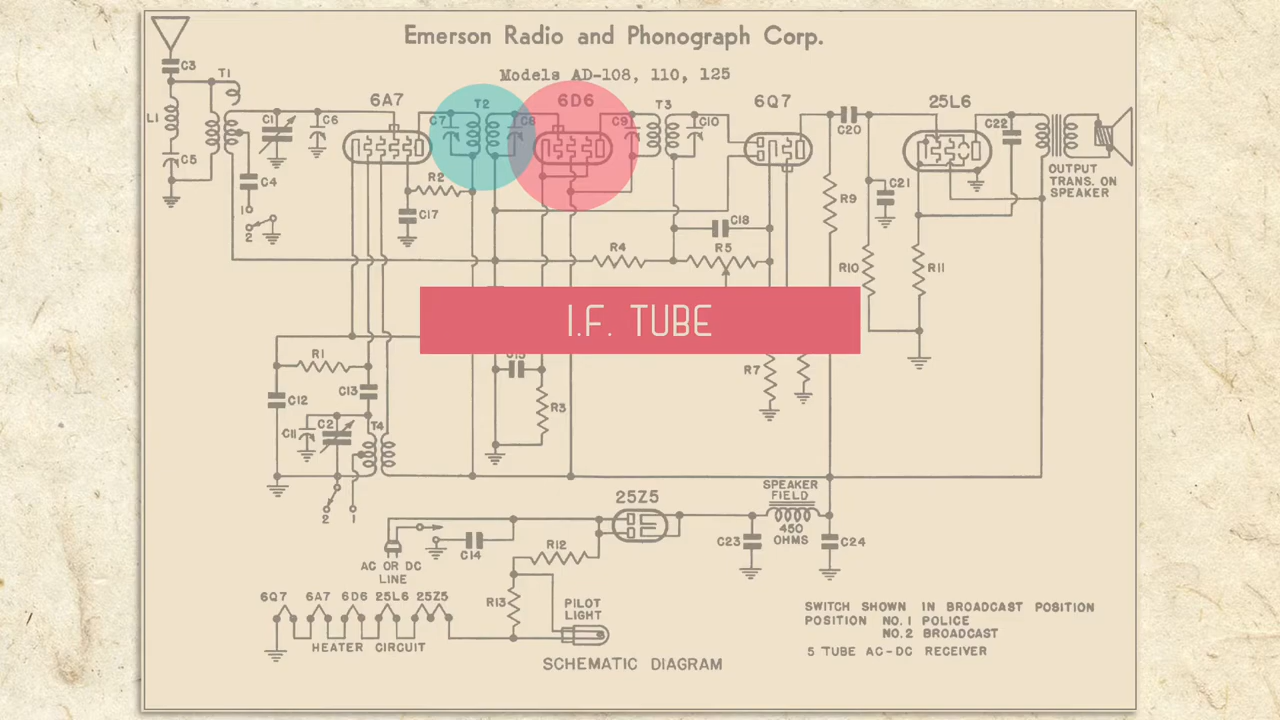 Emerson Radio and Phonograph Corp.
Models AD-108, 110, 125
6A7
6D6
6Q7
25L6
C3
T1
T2
T3
L1
C1
C6
C7
C8
C9
C10
C20
C22
C5
C4
R2
C17
C18
R9
C21
OUTPUT
TRANS. ON
SPEAKER
1
2
R4
R5
R10
R11
I.F. TUBE
R1
C13
R7
C12
R3
C11
C2
T4
2
1
25Z5
SPEAKER
FIELD
450
OHMS
C14
R12
C23
C24
AC OR DC
LINE
6Q7
6A7
6D6
25L6
25Z5
R13
PILOT
LIGHT
HEATER CIRCUIT
SCHEMATIC DIAGRAM
SWITCH SHOWN IN BROADCAST POSITION
POSITION NO.1 POLICE
NO.2 BROADCAST
5 TUBE AC-DC RECEIVER